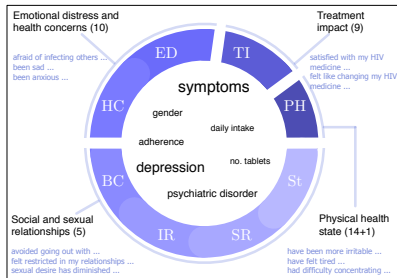 Emotional distress and
health concerns (10)
afraid of infecting others ...
been sad ...
been anxious ...
Treatment
impact (9)
satisfied with my HIV
medicine ...
felt like changing my HIV
medicine ...
ED
TI
HC
PH
BC
St
IR
SR
symptoms
gender
daily intake
adherence
no. tablets
depression
psychiatric disorder
Social and sexual
relationships (5)
avoided going out with ...
felt restricted in my relationships ...
sexual desire has diminished ...
Physical health
state (14+1)
have been more irritable ...
have felt tired ...
had difficulty concentrating ...